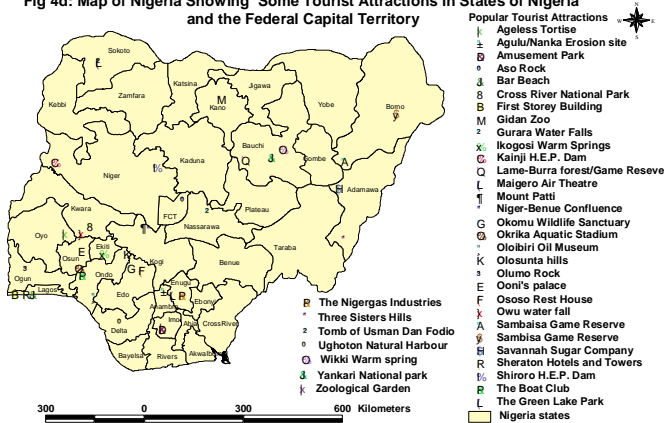 Fig 4d: Map of Nigeria Showing Some Tourist Attractions in States of Nigeria
and the Federal Capital Territory
Popular Tourist Attractions
Ageless Tortise
Agulu/Nanka Erosion site
Amusement Park
Aso Rock
Bar Beach
8 Cross River National Park
B First Storey Building
M Gidan Zoo
2 Gurara Water Falls
Ikogosi Warm Springs
Kainji H.E.P. Dam
Q Lame-Burra forest/Game Reseve
Maigero Air Theatre
¶ Mount Patti
" Niger-Benue Confluence
G Okomu Wildlife Sanctuary
Okrika Aquatic Stadium
Oloibiri Oil Museum
K Olosunta hills
3 Olumo Rock
E Ooni's palace
F Ososo Rest House
Owu water fall
A Sambaisa Game Reserve
Sambisa Game Reserve
H Savannah Sugar Company
R Sheraton Hotels and Towers
Shiroro H.E.P. Dam
The Boat Club
L The Green Lake Park
Nigeria states
The Nigergas Industries
" Three Sisters Hills
2 Tomb of Usman Dan Fodio
0 Ughoton Natural Harbour
Wikki Warm spring
Yankari National park
Zoological Garden
Sokoto
Kebbi
Zamfara
Katsina
Kano
M
Jigawa
Yobe
Borno
Bauchi
Q
Gombe
A
H Adamawa
Kaduna
Niger
Kwara
8
FCT
2
Nassarawa
Plateau
Taraba
Benue
Kogi
¶
Oyo
Osun
E
Ekiti
K
G F
Ondo
Ogun
3
Lagos
Edo
Delta
0
Enugu
Anambra
Ebonyi
Imo
Abia
CrossRiver
Bayelsa
Rivers
AkwaIbom
300 0 300 600 Kilometers
N
S
W
E